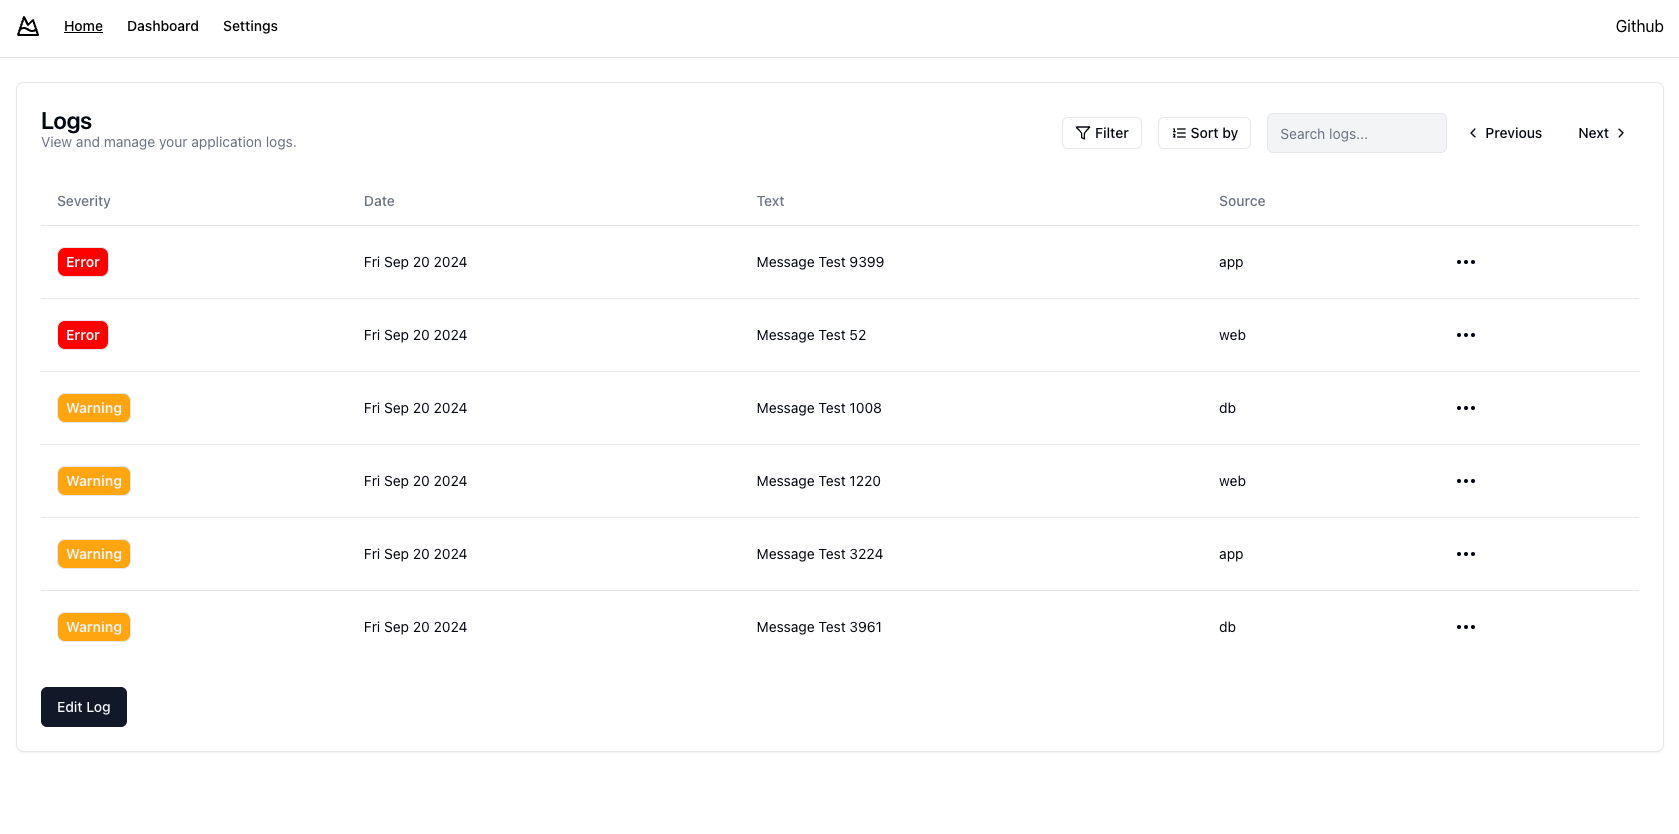 Home Dashboard Settings Github
Logs
View and manage your application logs.
Filter Sort by Search logs... Previous Next
Severity Date Text Source
Error Fri Sep 20 2024 Message Test 9399 app
Error Fri Sep 20 2024 Message Test 52 web
Warning Fri Sep 20 2024 Message Test 1008 db
Warning Fri Sep 20 2024 Message Test 1220 web
Warning Fri Sep 20 2024 Message Test 3224 app
Warning Fri Sep 20 2024 Message Test 3961 db
Edit Log